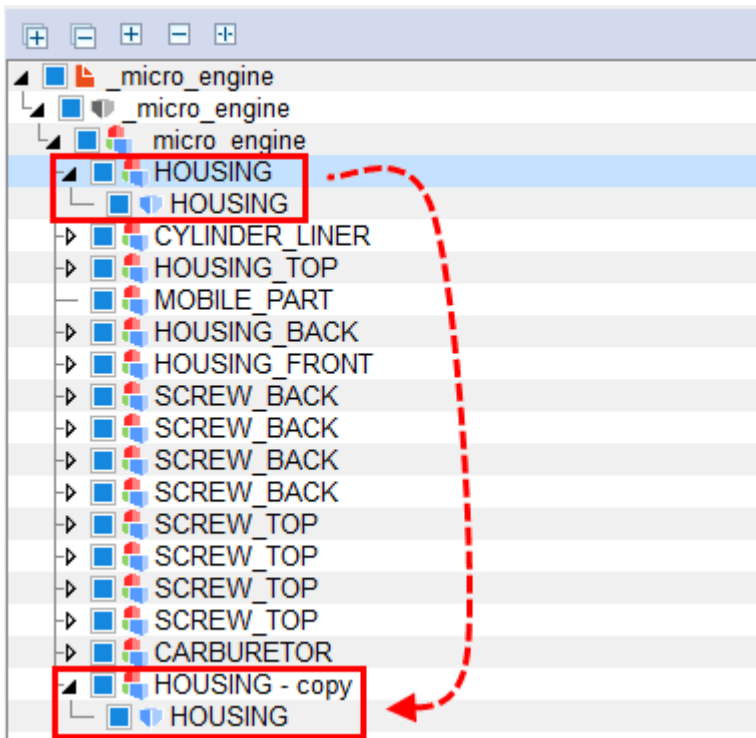 _micro_engine
_micro_engine
_micro_engine
HOUSING
HOUSING
CYLINDER_LINER
HOUSING_TOP
MOBILE_PART
HOUSING_BACK
HOUSING_FRONT
SCREW_BACK
SCREW_BACK
SCREW_BACK
SCREW_BACK
SCREW_TOP
SCREW_TOP
SCREW_TOP
SCREW_TOP
CARBURETOR
HOUSING - copy
HOUSING